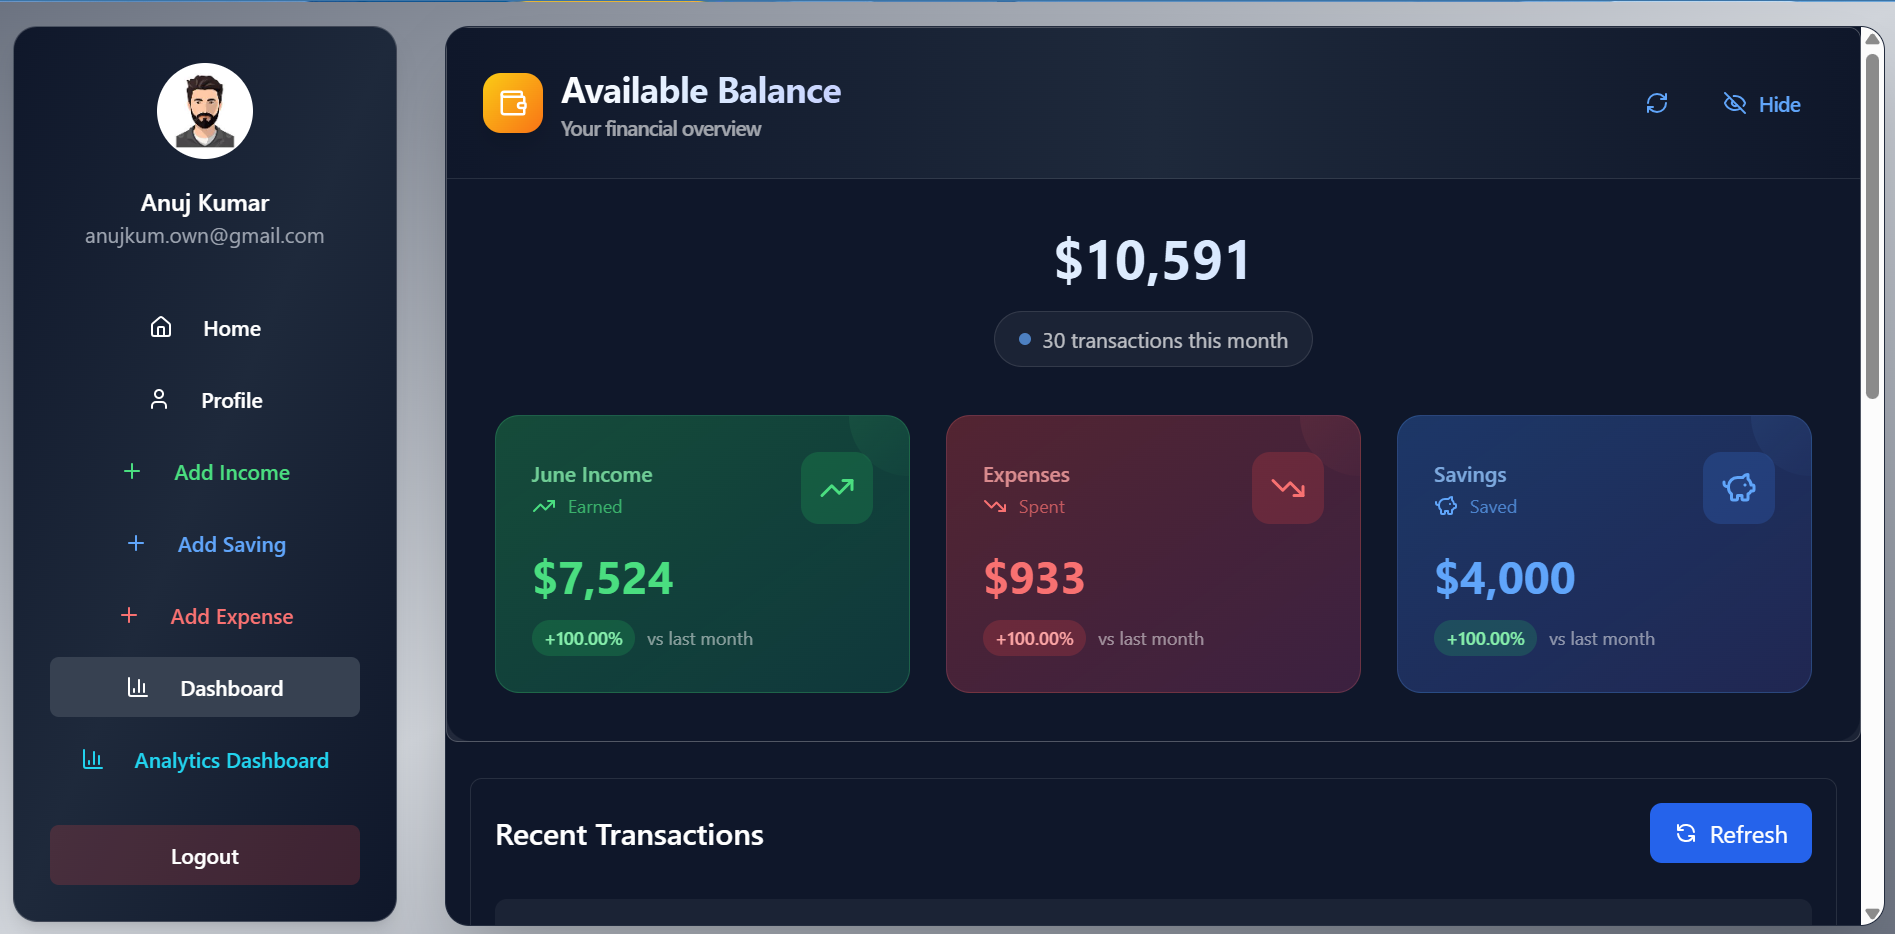 Anuj Kumar
anujkum.own@gmail.com
Home
Profile
Add Income
Add Saving
Add Expense
Dashboard
Analytics Dashboard
Logout
Available Balance
Your financial overview
Hide
$10,591
30 transactions this month
June Income
Earned
$7,524
+100.00% vs last month
Expenses
Spent
$933
+100.00% vs last month
Savings
Saved
$4,000
+100.00% vs last month
Recent Transactions
Refresh